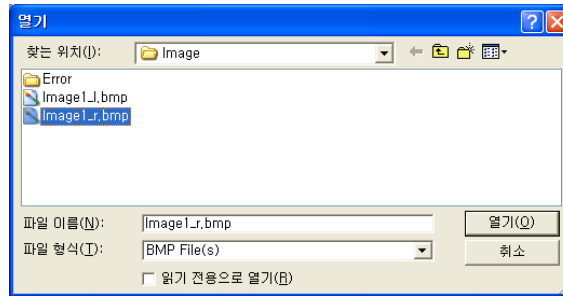 열기
찾는 위치(I): Image
Error
Image1_l.bmp
Image1_r.bmp
파일 이름(N): Image1_r.bmp 열기(O)
파일 형식(T): BMP File(s) 취소
읽기 전용으로 열기(R)